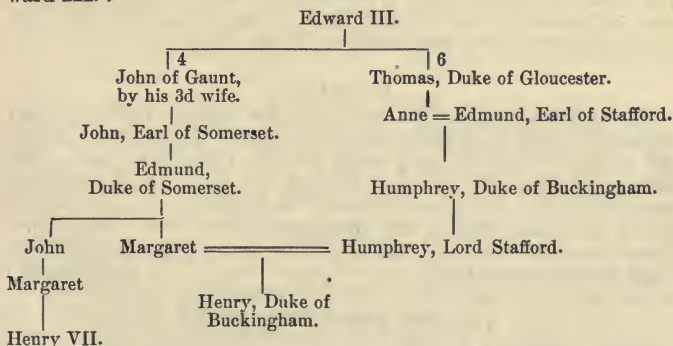 Edward III.
4
6
John of Gaunt,
by his 3d wife.
Thomas, Duke of Gloucester.
John, Earl of Somerset.
Anne = Edmund, Earl of Stafford.
Edmund,
Duke of Somerset.
Humphrey, Duke of Buckingham.
John
Margaret = Humphrey, Lord Stafford.
Margaret
Henry, Duke of
Buckingham.
Henry VII.